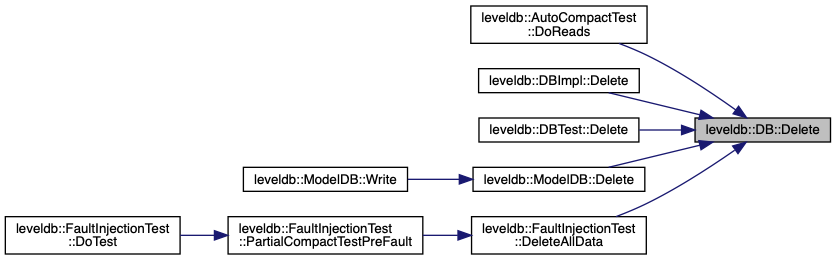 leveldb::AutoCompactTest
::DoReads
leveldb::DBImpl::Delete
leveldb::DB::Delete
leveldb::DBTest::Delete
leveldb::ModelDB::Write
leveldb::ModelDB::Delete
leveldb::FaultInjectionTest
::DoTest
leveldb::FaultInjectionTest
::PartialCompactTestPreFault
leveldb::FaultInjectionTest
::DeleteAllData